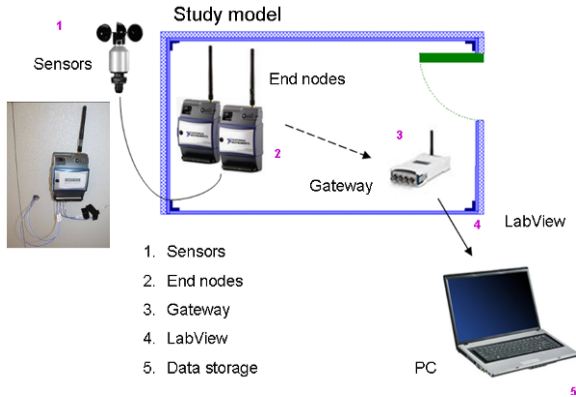 Study model
1
Sensors
End nodes
2
3
Gateway
4
LabView
1. Sensors
2. End nodes
3. Gateway
4. LabView
5. Data storage
PC
5